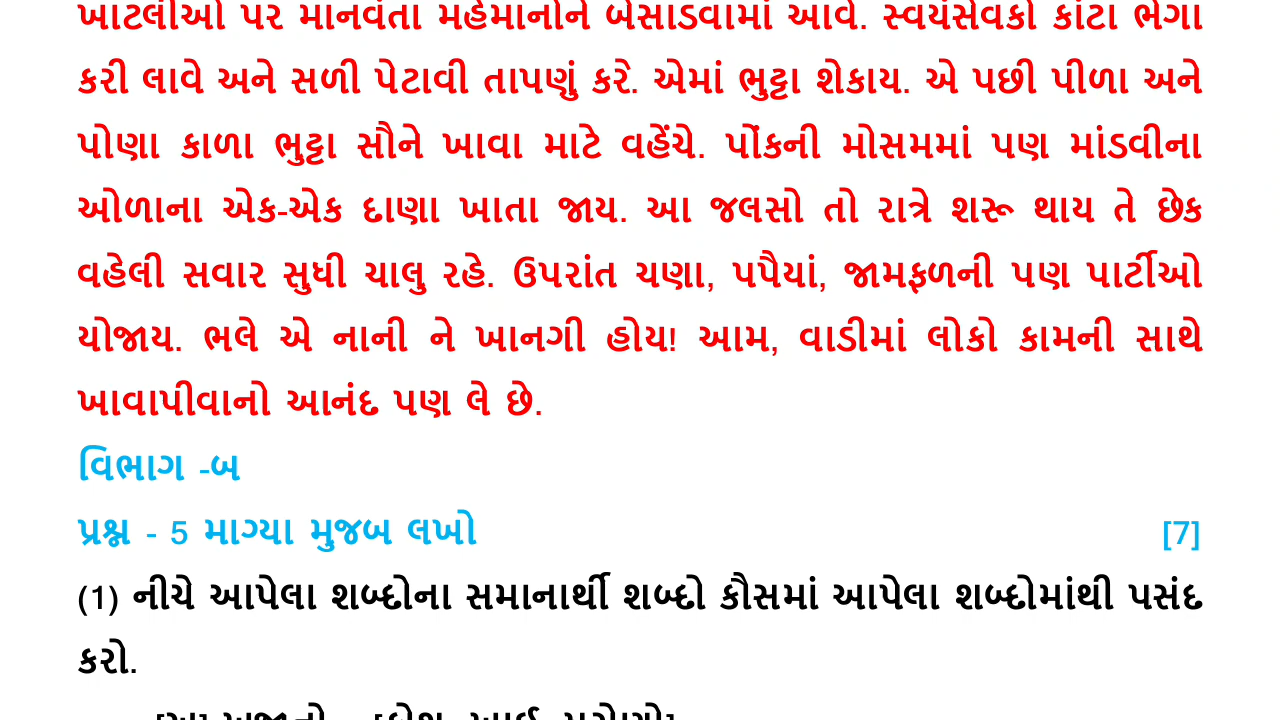 ખાટલીઓ પર માનવંતા મહેમાનોને બેસાડવામાં આવે. સ્વયંસેવકો કાંટા ભેગા
કરી લાવે અને સળી પેટાવી તાપણું કરે. એમાં ભુટ્ટા શેકાય. એ પછી પીળા અને
પોણા કાળા ભુટ્ટા સૌને ખાવા માટે વહેંચે. પોંકની મોસમમાં પણ માંડવીના
ઓળાના એક-એક દાણા ખાતા જાય. આ જલસો તો રાત્રે શરૂ થાય તે છેક
વહેલી સવાર સુધી ચાલુ રહે. ઉપરાંત ચણા, પપૈયાં, જામફળની પણ પાર્ટીઓ
યોજાય. ભલે એ નાની ને ખાનગી હોય! આમ, વાડીમાં લોકો કામની સાથે
ખાવાપીવાનો આનંદ પણ લે છે.
વિભાગ -બ
પ્રશ્ન - 5 માગ્યા મુજબ લખો [7]
(1) નીચે આપેલા શબ્દોના સમાનાર્થી શબ્દો કૌસમાં આપેલા શબ્દોમાંથી પસંદ
કરો.